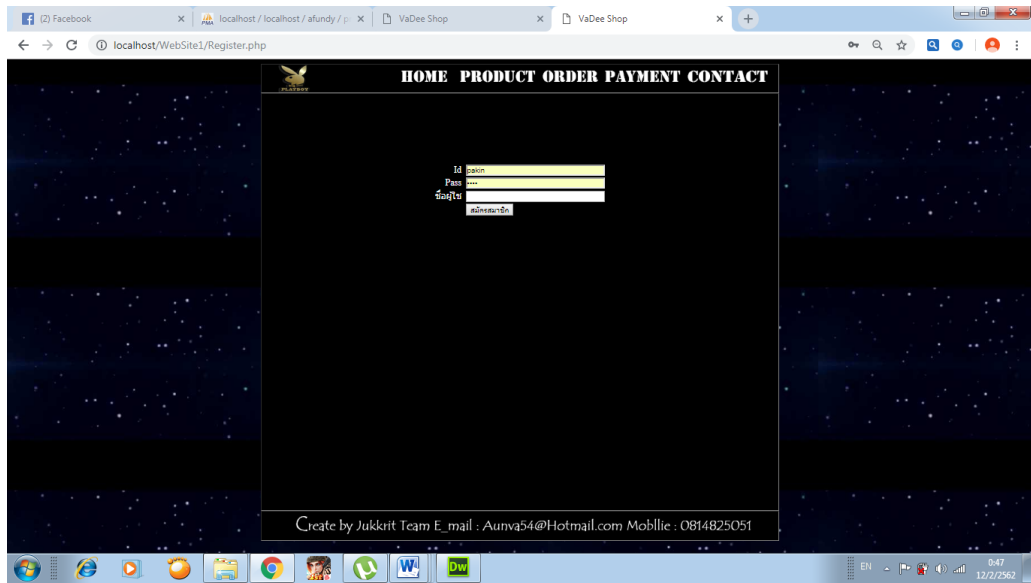 (2) Facebook
localhost / localhost / afundy / p
VaDee Shop
VaDee Shop
localhost/WebSite1/Register.php
PLAYBOY
HOME PRODUCT ORDER PAYMENT CONTACT
Id pakin
Pass ••••
ชื่อผู้ใช้
สมัครสมาชิก
Create by Jukkrit Team E_mail : Aunva54@Hotmail.com Mobllie : 0814825051
W
Dw
EN
0:47
12/2/2562